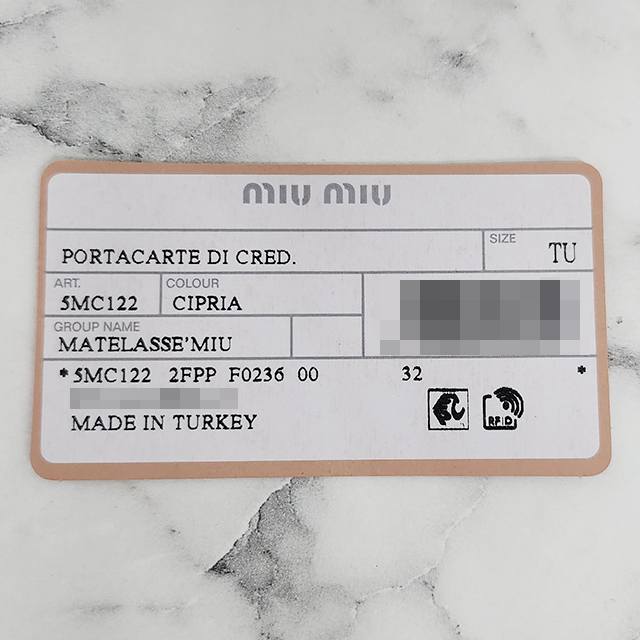 miu miu
SIZE
PORTACARTE DI CRED. TU
ART. COLOUR
5MC122 CIPRIA
GROUP NAME
MATELASSE'MIU
*5MC122 2FPP F0236 00 32 *
MADE IN TURKEY
RFID